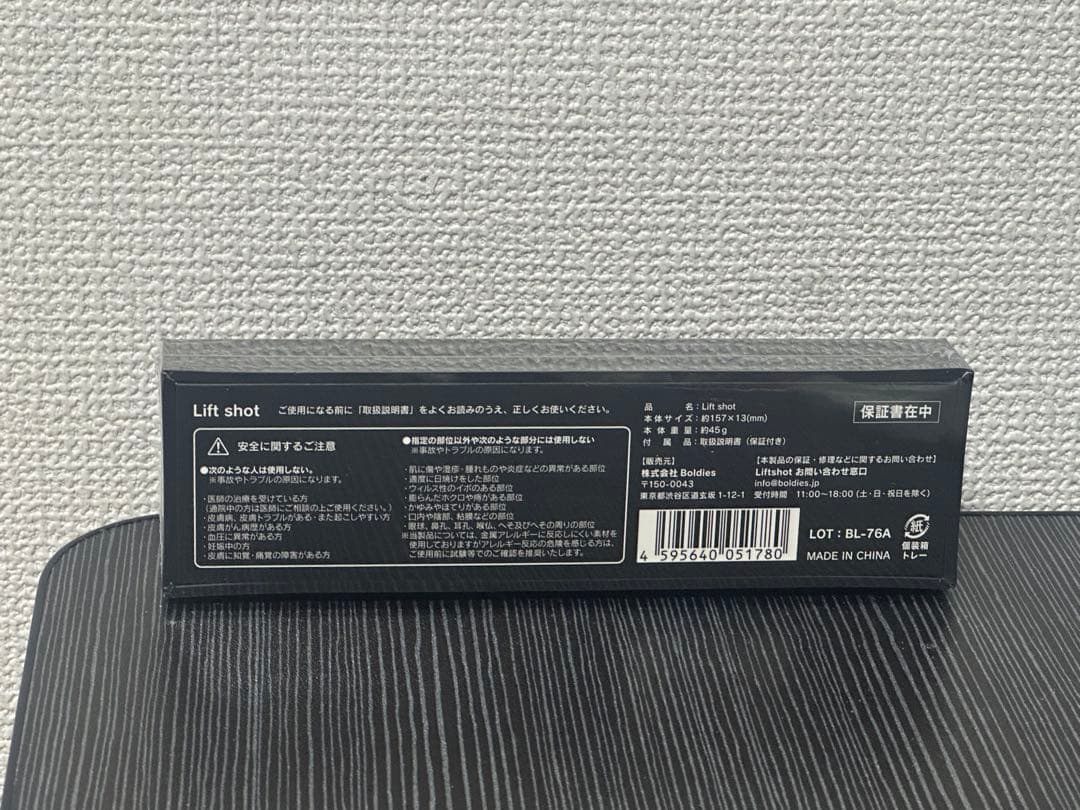 Lift shot ご使用になる前に「取扱説明書」をよくお読みのうえ、正しくお使いください。
安全に関するご注意
●次のような人は使用しない。
※事故やトラブルの原因になります。
・医師の治療を受けている方
(通院中の方は医師にご相談の上ご使用ください。)
・皮膚病、皮膚トラブルがある・また起こしやすい方
・皮膚がん病歴がある方
・血圧に異常がある方
・妊娠中の方
・皮膚に知覚・痛覚の障害がある方
●指定の部位以外や次のような部分には使用しない
※事故やトラブルの原因になります。
・肌に傷や湿疹・腫れものや炎症などの異常がある部位
・過度に日焼けをした部位
・ウィルス性のイボのある部位
・膨らんだホクロや痔がある部位
・かゆみやほてりがある部位
・口内や陰部、粘膜などの部位
・眼球、鼻孔、耳孔、喉仏、へそ及びへその周りの部位
※当製品については、金属アレルギーに反応しにくい素材を
使用しておりますがアレルギー反応の危険を感じる方は、
ご使用前に試験等でのご確認を推奨いたします。
品 名：Lift shot
本体サイズ：約157×13(mm)
本体重量：約45g
付属品：取扱説明書（保証付き）
保証書在中
【販売元】
株式会社 Boldies
〒150-0043
東京都渋谷区道玄坂 1-12-1
【本製品の保証・修理などに関するお問い合わせ】
Liftshot お問い合わせ窓口
info@boldies.jp
受付時間 11:00〜18:00 (土・日・祝日を除く)
4 595640 051780
LOT：BL-76A
MADE IN CHINA
紙
個装箱
トレー